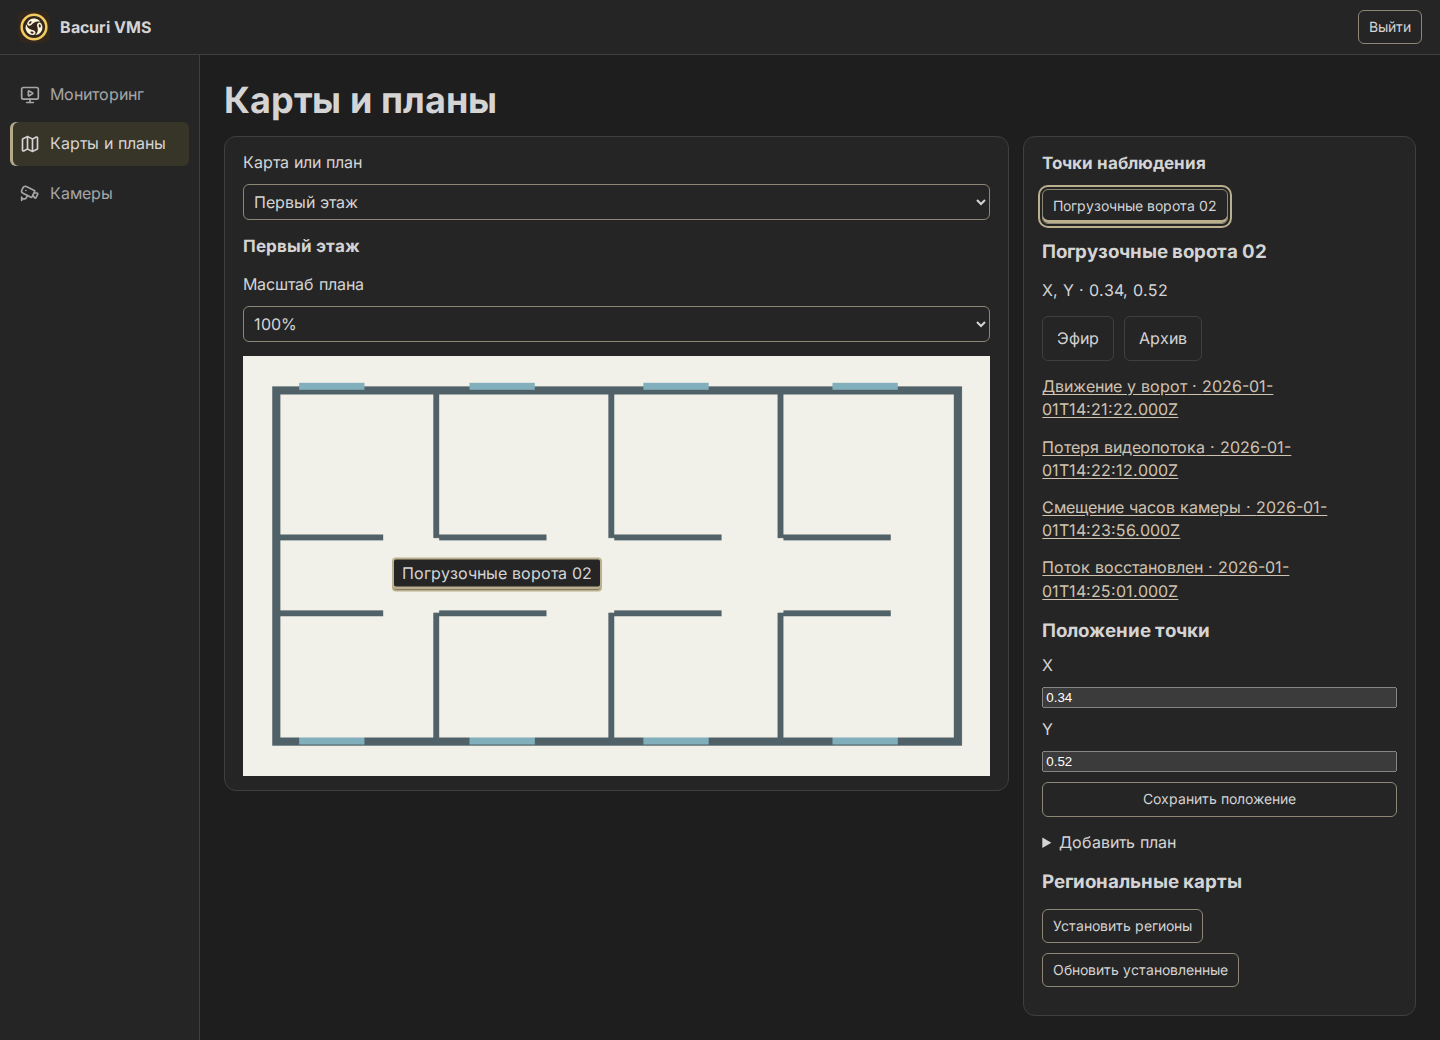 Bacuri VMS
Выйти
Мониторинг
Карты и планы
Камеры
Карты и планы
Карта или план
Первый этаж
Первый этаж
Масштаб плана
100%
Погрузочные ворота 02
Точки наблюдения
Погрузочные ворота 02
Погрузочные ворота 02
X, Y · 0.34, 0.52
Эфир
Архив
Движение у ворот · 2026-01-
01T14:21:22.000Z
Потеря видеопотока · 2026-01-
01T14:22:12.000Z
Смещение часов камеры · 2026-01-
01T14:23:56.000Z
Поток восстановлен · 2026-01-
01T14:25:01.000Z
Положение точки
X
0.34
Y
0.52
Сохранить положение
Добавить план
Региональные карты
Установить регионы
Обновить установленные